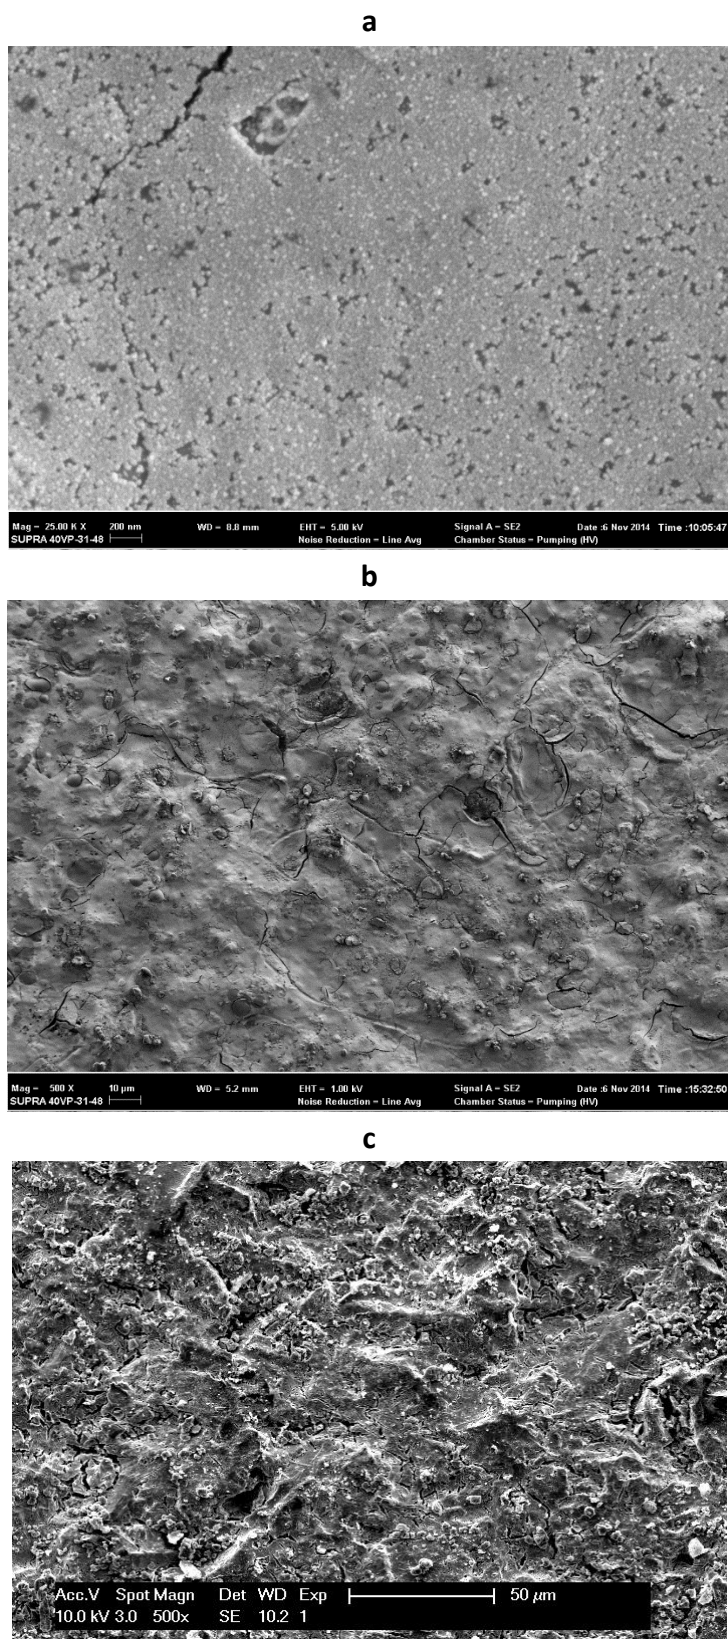 a
Mag = 25.00 K X 200 nm WD = 8.8 mm EHT = 5.00 kV Signal A = SE2 Date :6 Nov 2014 Time :10:05:47
SUPRA 40VP-31-48 Noise Reduction = Line Avg Chamber Status = Pumping (HV)
b
Mag = 500 X 10 µm WD = 5.2 mm EHT = 1.00 kV Signal A = SE2 Date :6 Nov 2014 Time :15:32:50
SUPRA 40VP-31-48 Noise Reduction = Line Avg Chamber Status = Pumping (HV)
c
Acc.V Spot Magn Det WD Exp 50 µm
10.0 kV 3.0 500x SE 10.2 1